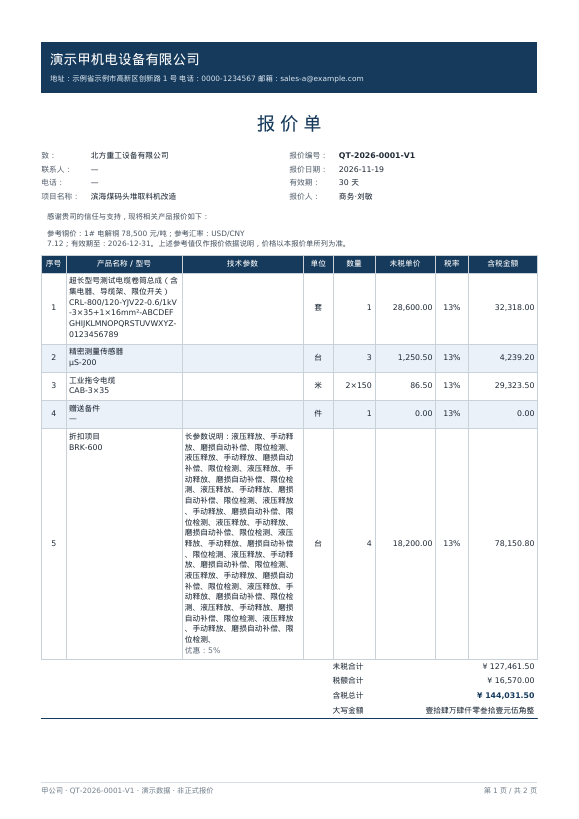 演示甲机电设备有限公司
地址：示例省示例市高新区创新路 1 号 电话：0000-1234567 邮箱：sales-a@example.com
报 价 单
致： 北方重工设备有限公司 报价编号： QT-2026-0001-V1
联系人： — 报价日期： 2026-11-19
电话： — 有效期： 30 天
项目名称： 滨海煤码头堆取料机改造 报价人： 商务·刘敏
感谢贵司的信任与支持，现将相关产品报价如下：
参考铜价：1# 电解铜 78,500 元/吨；参考汇率：USD/CNY
7.12；有效期至：2026-12-31。上述参考值仅作报价依据说明，价格以本报价单所列为准。
序号 产品名称 / 型号 技术参数 单位 数量 未税单价 税率 含税金额
超长型号测试电缆卷筒总成（含
集电器、导缆架、限位开关）
CRL-800/120-YJV22-0.6/1kV
-3×35+1×16mm²-ABCDEF
GHIJKLMNOPQRSTUVWXYZ-
0123456789
1 套 1 28,600.00 13% 32,318.00
精密测量传感器
μS-200
2 台 3 1,250.50 13% 4,239.20
工业指令电缆
CAB-3×35
3 米 2×150 86.50 13% 29,323.50
赠送备件
—
4 件 1 0.00 13% 0.00
折扣项目
BRK-600
长参数说明：液压释放、手动释
放、磨损自动补偿、限位检测、
液压释放、手动释放、磨损自动
补偿、限位检测、液压释放、手
动释放、磨损自动补偿、限位检
测、液压释放、手动释放、磨损
自动补偿、限位检测、液压释放
、手动释放、磨损自动补偿、限
位检测、液压释放、手动释放、
磨损自动补偿、限位检测、液压
释放、手动释放、磨损自动补偿
、限位检测、液压释放、手动释
放、磨损自动补偿、限位检测、
液压释放、手动释放、磨损自动
补偿、限位检测、液压释放、手
动释放、磨损自动补偿、限位检
测、液压释放、手动释放、磨损
自动补偿、限位检测、液压释放
、手动释放、磨损自动补偿、限
位检测、
优惠：5%
5 台 4 18,200.00 13% 78,150.80
未税合计 ¥ 127,461.50
税额合计 ¥ 16,570.00
含税总计 ¥ 144,031.50
大写金额 壹拾肆万肆仟零叁拾壹元伍角整
甲公司 · QT-2026-0001-V1 · 演示数据 · 非正式报价 第 1 页 / 共 2 页